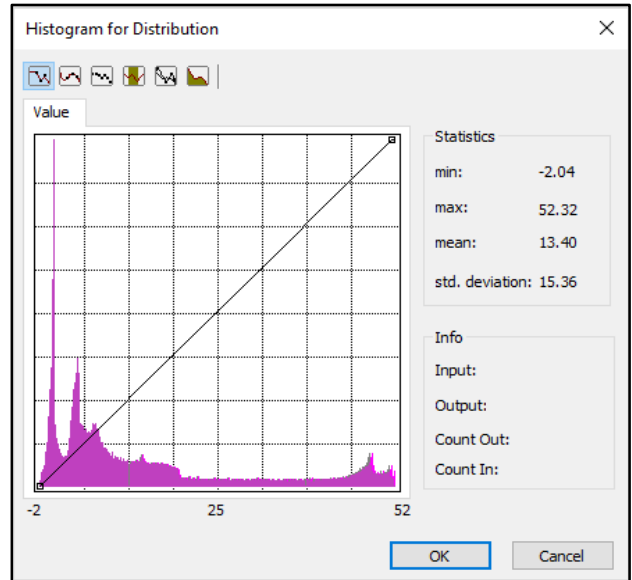 Histogram for Distribution
Value
Statistics
min: -2.04
max: 52.32
mean: 13.40
std. deviation: 15.36
Info
Input:
Output:
Count Out:
Count In:
-2 25 52
OK Cancel